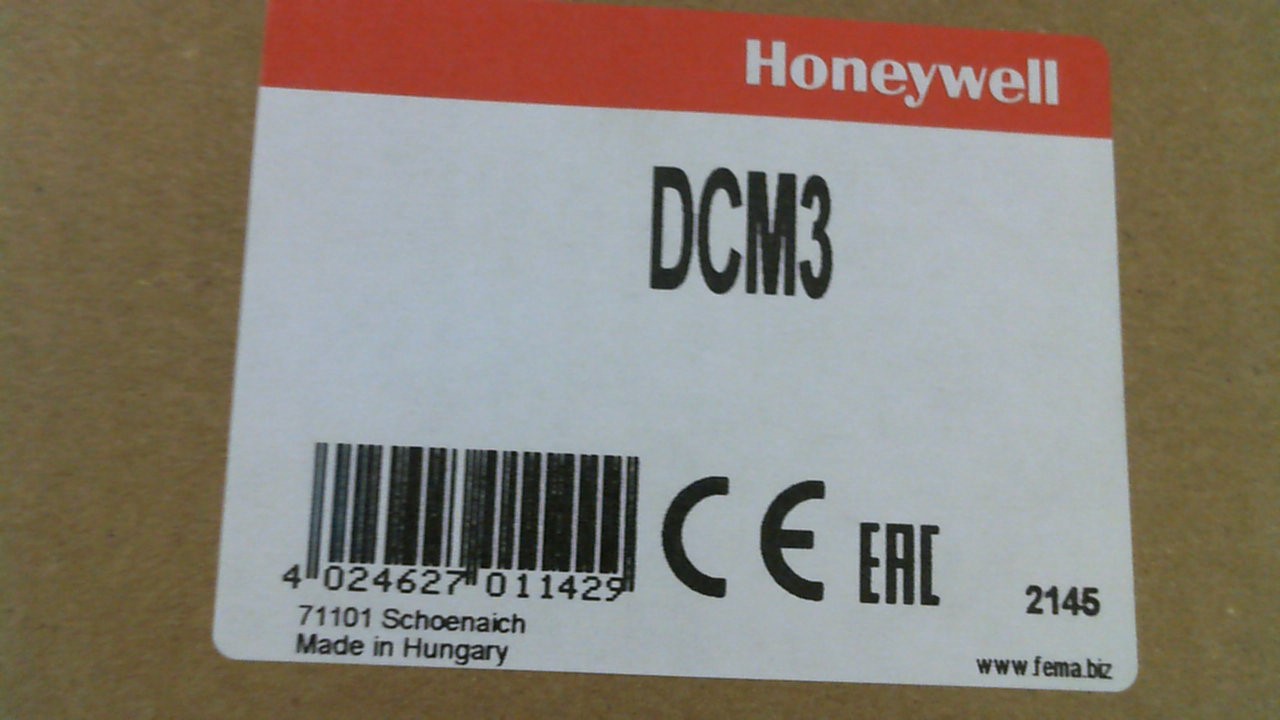 Honeywell
DCM3
4 024627 011429
CE EAC
2145
71101 Schoenaich
Made in Hungary
www.fema.biz